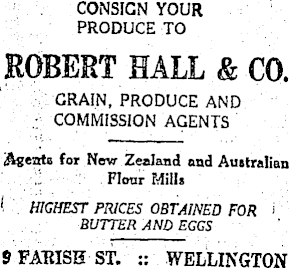 CONSIGN YOUR
PRODUCE TO
ROBERT HALL & CO.
GRAIN, PRODUCE AND
COMMISSION AGENTS
Agents for New Zealand and Australian
Flour Mills
HIGHEST PRICES OBTAINED FOR
BUTTER AND EGGS
9 FARISH ST. :: WELLINGTON